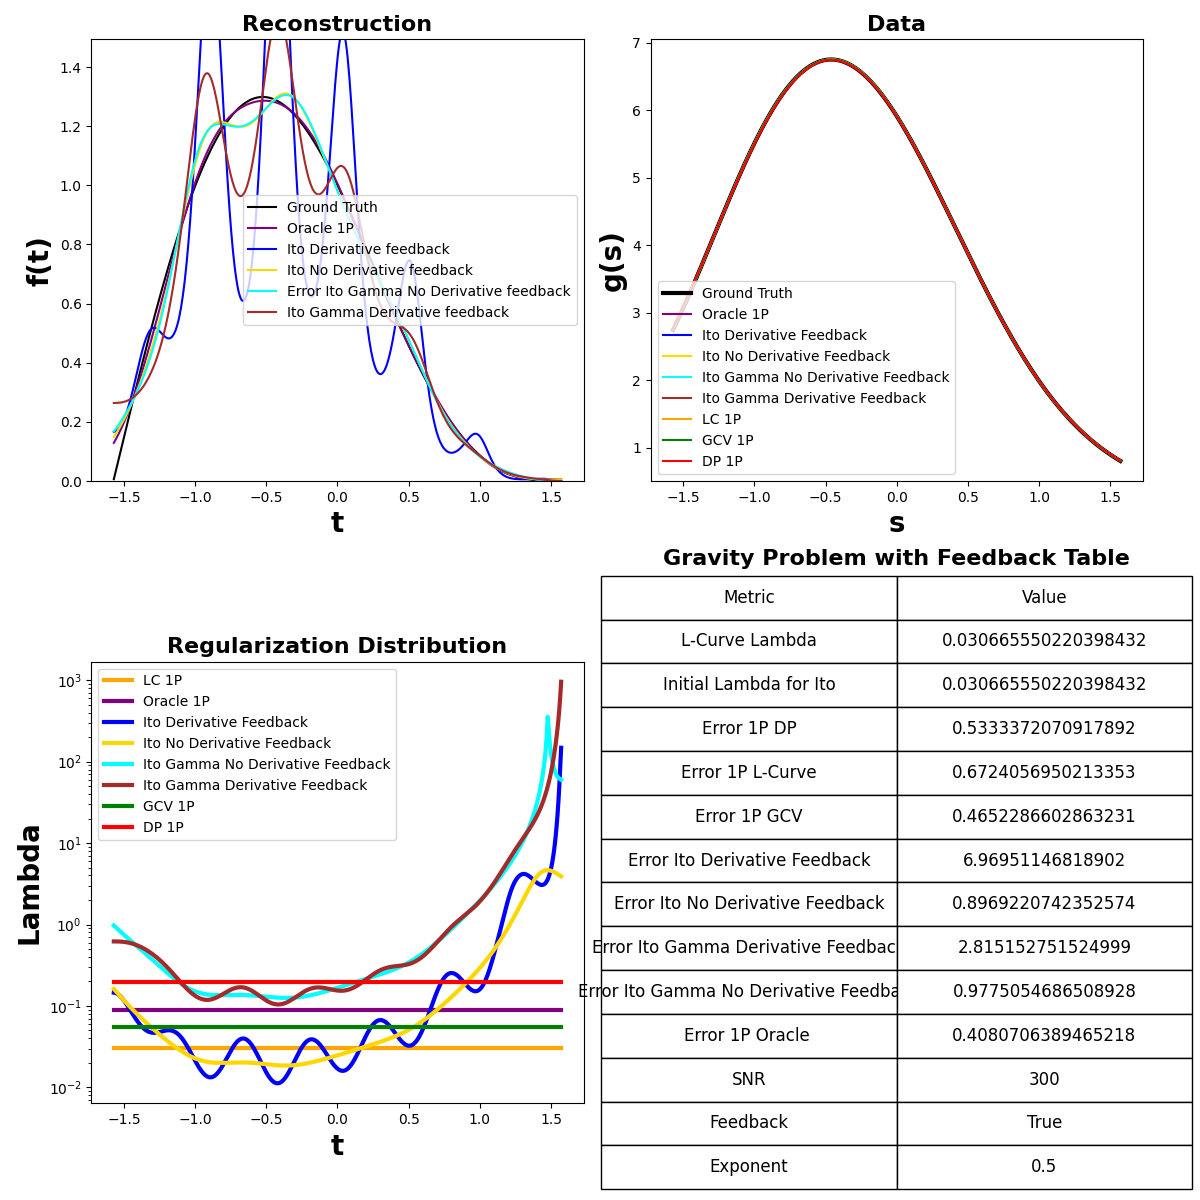 Reconstruction
f(t)
1.4
1.2
1.0
0.8
0.6
0.4
0.2
0.0
Ground Truth
Oracle 1P
Ito Derivative feedback
Ito No Derivative feedback
Error Ito Gamma No Derivative feedback
Ito Gamma Derivative feedback
−1.5 −1.0 −0.5 0.0 0.5 1.0 1.5
t
Data
g(s)
7
6
5
4
3
2
1
Ground Truth
Oracle 1P
Ito Derivative Feedback
Ito No Derivative Feedback
Ito Gamma No Derivative Feedback
Ito Gamma Derivative Feedback
LC 1P
GCV 1P
DP 1P
−1.5 −1.0 −0.5 0.0 0.5 1.0 1.5
s
Regularization Distribution
Lambda
10³
10²
10¹
10⁰
10⁻¹
10⁻²
LC 1P
Oracle 1P
Ito Derivative Feedback
Ito No Derivative Feedback
Ito Gamma No Derivative Feedback
Ito Gamma Derivative Feedback
GCV 1P
DP 1P
−1.5 −1.0 −0.5 0.0 0.5 1.0 1.5
t
Gravity Problem with Feedback Table
Metric Value
L-Curve Lambda 0.030665550220398432
Initial Lambda for Ito 0.030665550220398432
Error 1P DP 0.5333372070917892
Error 1P L-Curve 0.6724056950213353
Error 1P GCV 0.4652286602863231
Error Ito Derivative Feedback 6.96951146818902
Error Ito No Derivative Feedback 0.8969220742352574
Error Ito Gamma Derivative Feedbac 2.815152751524999
Error Ito Gamma No Derivative Feedba 0.9775054686508928
Error 1P Oracle 0.4080706389465218
SNR 300
Feedback True
Exponent 0.5